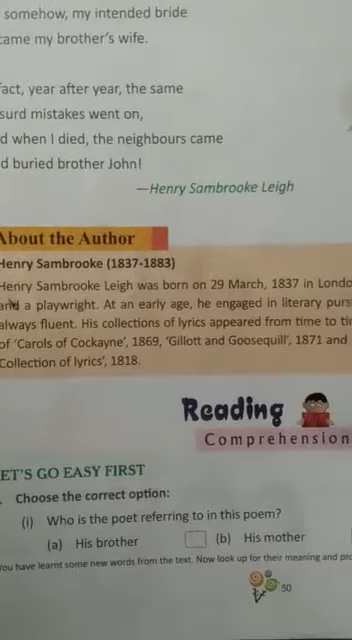 somehow, my intended bride
came my brother's wife.
fact, year after year, the same
surd mistakes went on,
d when I died, the neighbours came
d buried brother John!
—Henry Sambrooke Leigh
About the Author
Henry Sambrooke (1837-1883)
Henry Sambrooke Leigh was born on 29 March, 1837 in Londo
and a playwright. At an early age, he engaged in literary purs
always fluent. His collections of lyrics appeared from time to ti
of 'Carols of Cockayne', 1869, 'Gillott and Goosequill', 1871 and
Collection of lyrics', 1818.
Reading
Comprehension
ET'S GO EASY FIRST
. Choose the correct option:
(i) Who is the poet referring to in this poem?
(a) His brother (b) His mother
You have learnt some new words from the text. Now look up for their meaning and pro
50